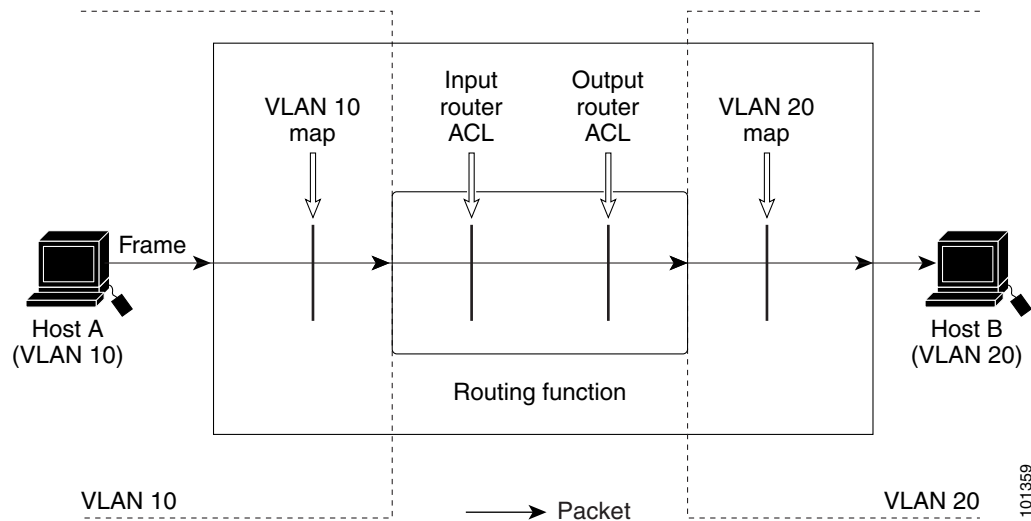 VLAN 10
map
Input
router
ACL
Output
router
ACL
VLAN 20
map
Frame
Host A
(VLAN 10)
Host B
(VLAN 20)
Routing function
VLAN 10
Packet
VLAN 20
101359